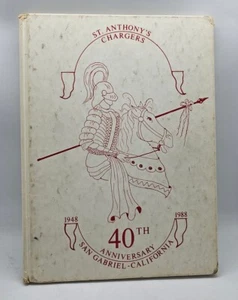 ST ANTHONY'S
CHARGERS
1948
1988
40TH
ANNIVERSARY
SAN GABRIEL-CALIFORNIA